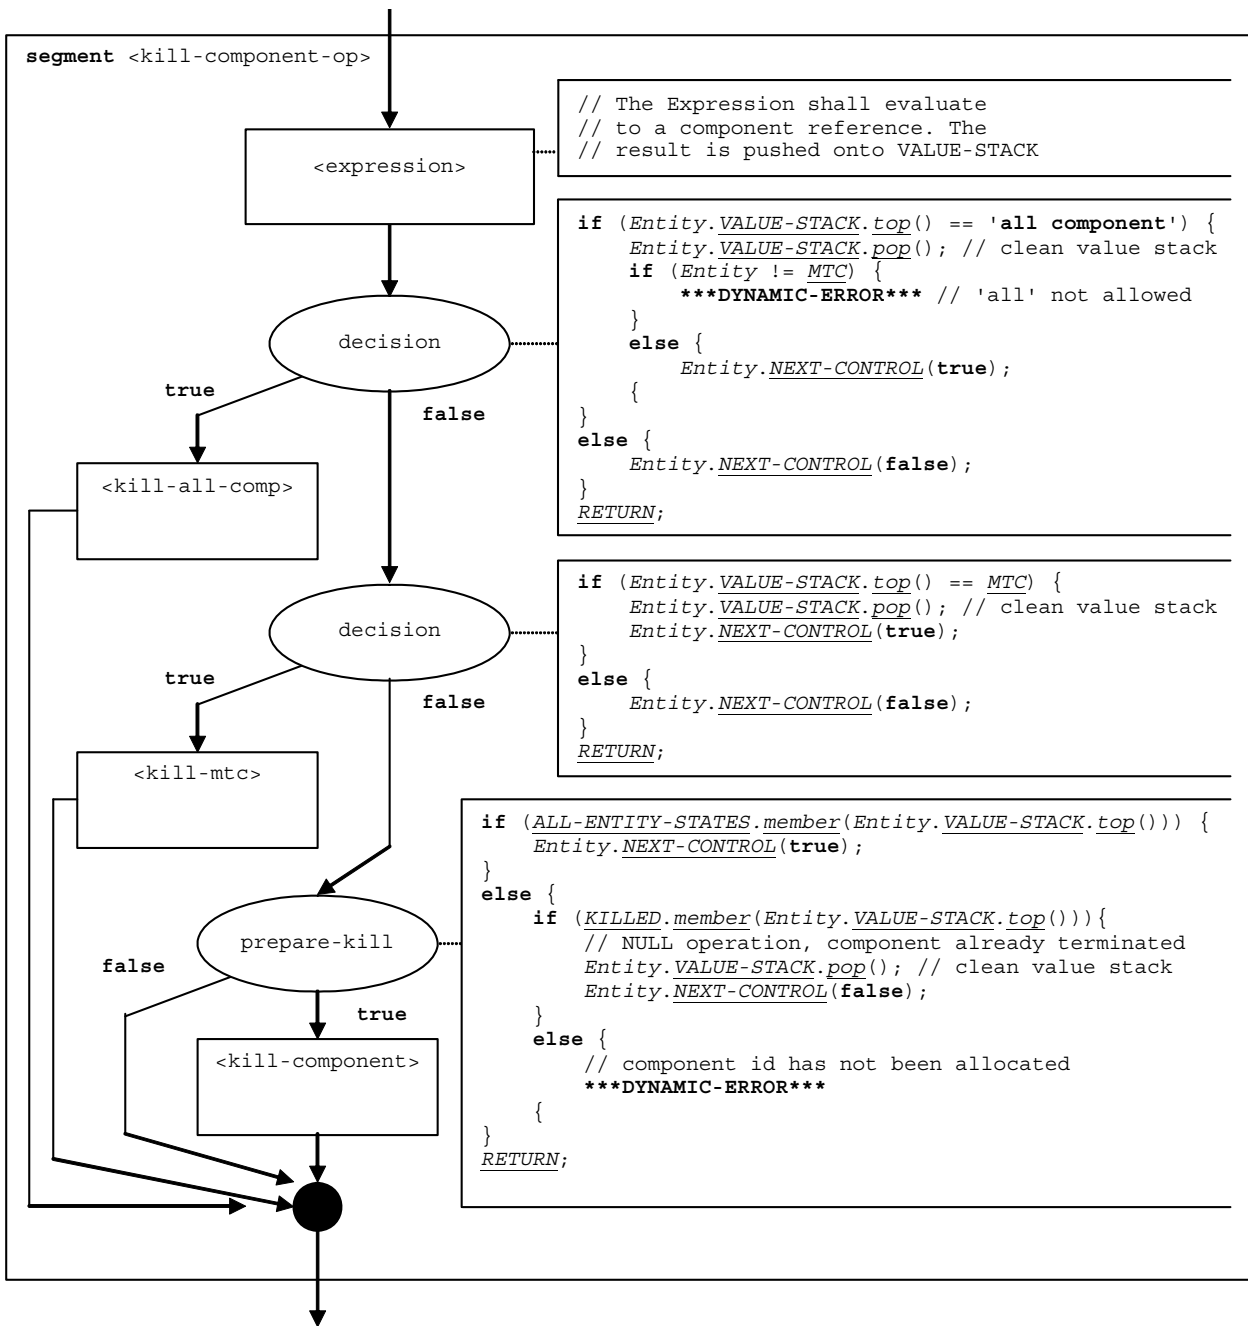 segment <kill-component-op>
// The Expression shall evaluate
// to a component reference. The
// result is pushed onto VALUE-STACK
<expression>
if (Entity.VALUE-STACK.top() == 'all component') {
Entity.VALUE-STACK.pop(); // clean value stack
if (Entity != MTC) {
***DYNAMIC-ERROR*** // 'all' not allowed
}
else {
Entity.NEXT-CONTROL(true);
{
}
else {
Entity.NEXT-CONTROL(false);
}
RETURN;
decision
true
false
<kill-all-comp>
if (Entity.VALUE-STACK.top() == MTC) {
Entity.VALUE-STACK.pop(); // clean value stack
Entity.NEXT-CONTROL(true);
}
else {
Entity.NEXT-CONTROL(false);
}
RETURN;
decision
true
false
<kill-mtc>
if (ALL-ENTITY-STATES.member(Entity.VALUE-STACK.top())) {
Entity.NEXT-CONTROL(true);
}
else {
if (KILLED.member(Entity.VALUE-STACK.top())){
// NULL operation, component already terminated
Entity.VALUE-STACK.pop(); // clean value stack
Entity.NEXT-CONTROL(false);
}
else {
// component id has not been allocated
***DYNAMIC-ERROR***
{
}
RETURN;
prepare-kill
false
true
<kill-component>